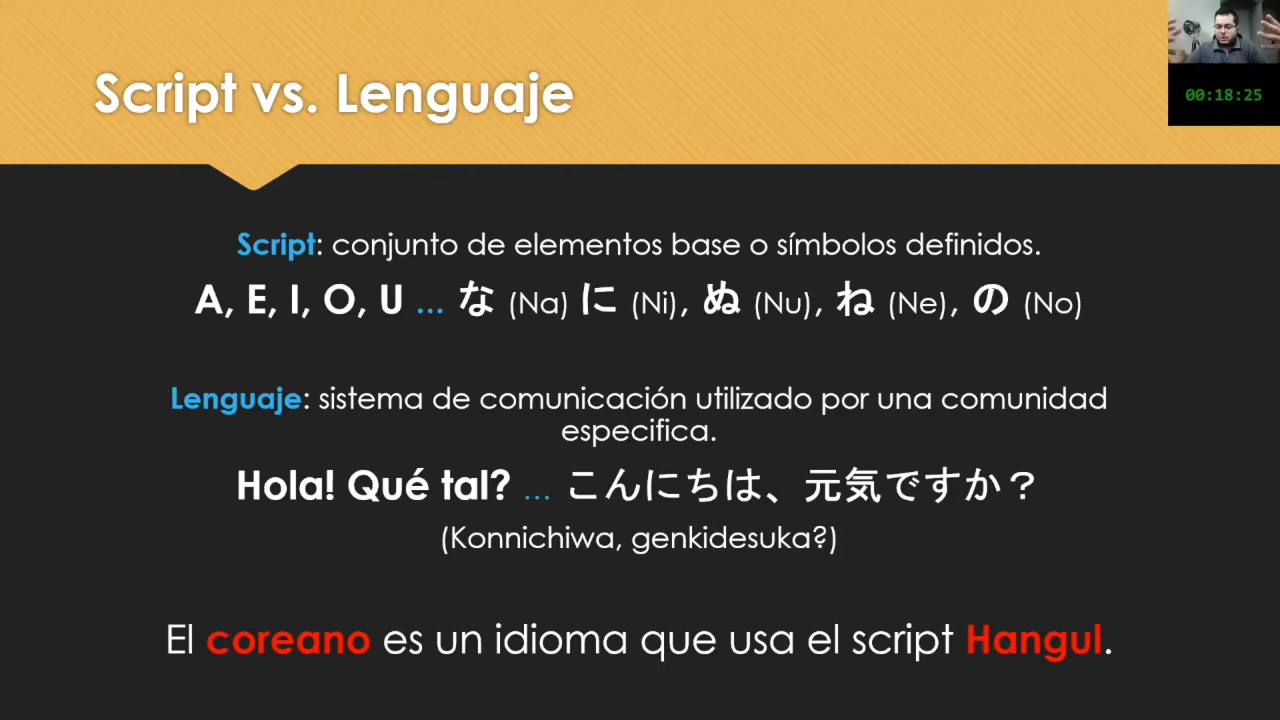 Script vs. Lenguaje
00:18:25
Script: conjunto de elementos base o símbolos definidos.
A, E, I, O, U ... な (Na) に (Ni), ぬ (Nu), ね (Ne), の (No)
Lenguaje: sistema de comunicación utilizado por una comunidad
especifica.
Hola! Qué tal? ... こんにちは、元気ですか？
(Konnichiwa, genkidesuka?)
El coreano es un idioma que usa el script Hangul.